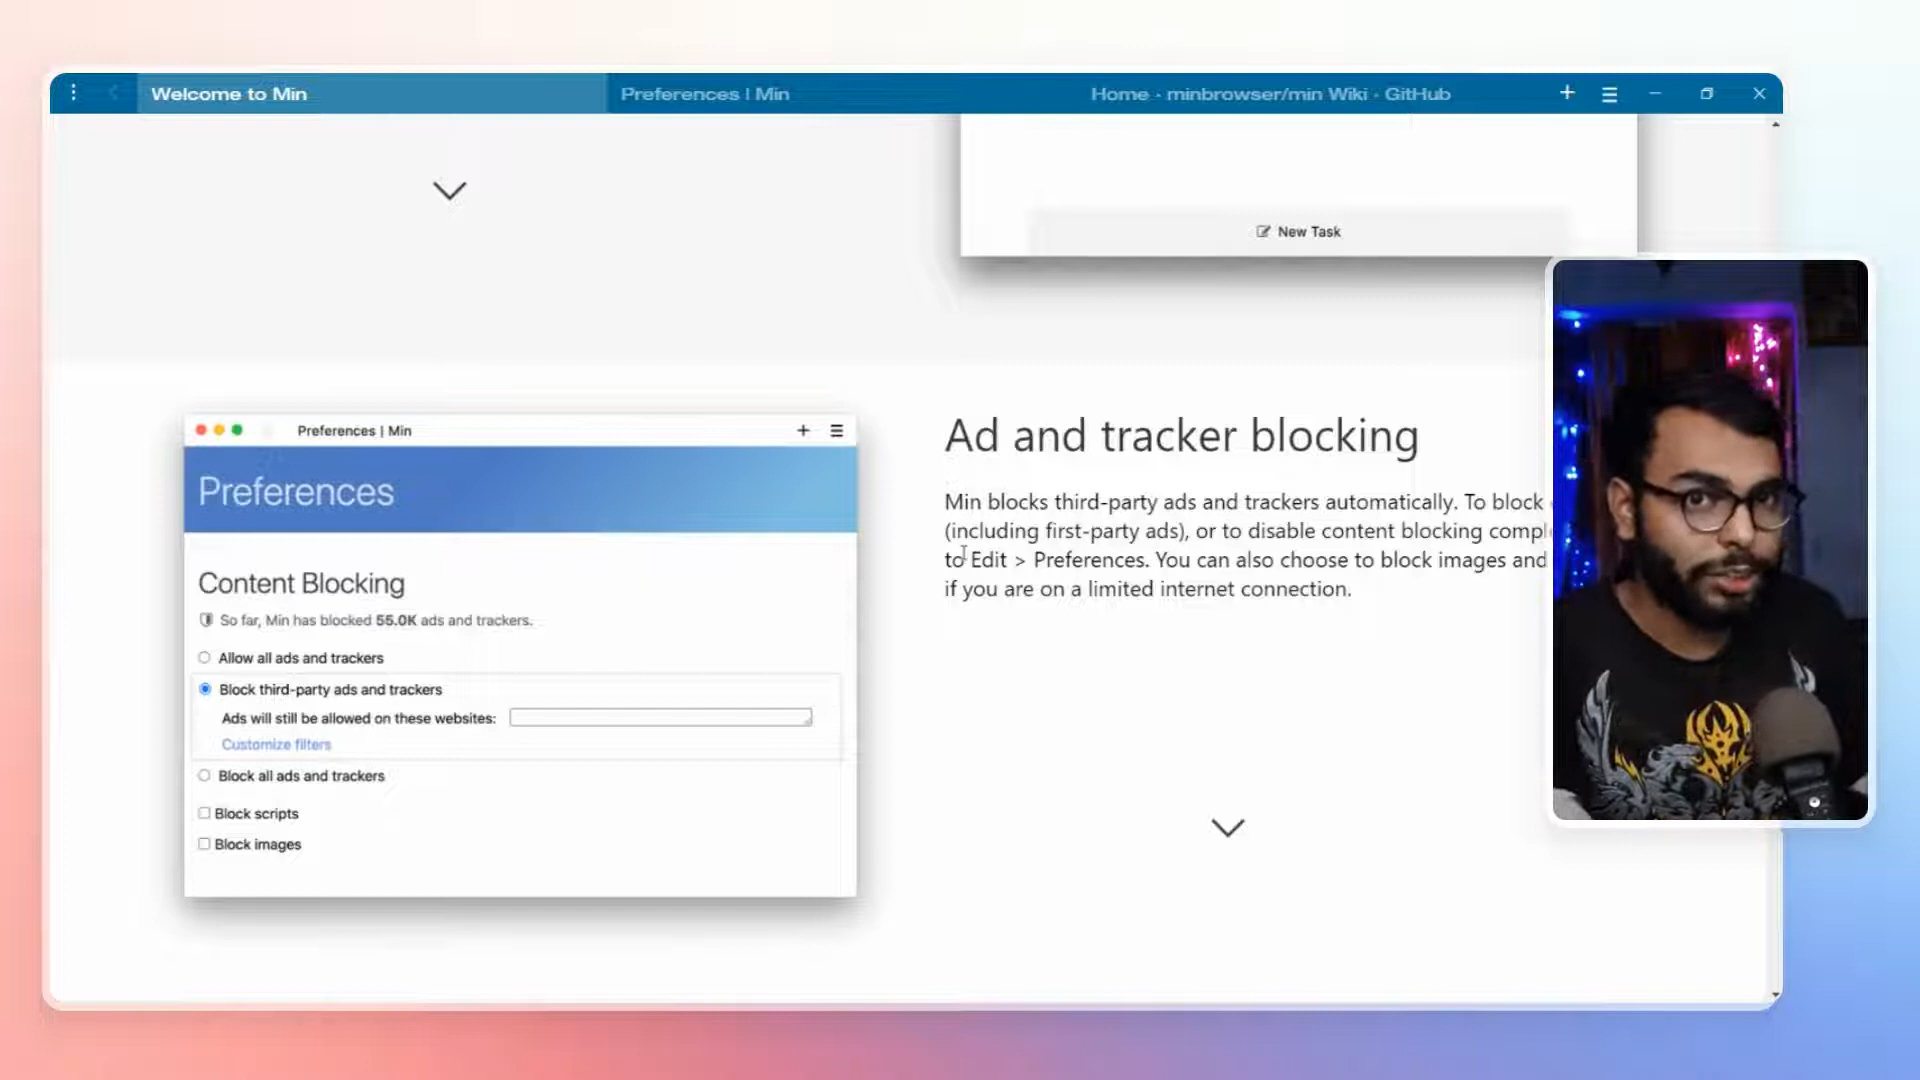 Welcome to Min
Preferences | Min
Home · minbrowser/min Wiki · GitHub
New Task
Preferences | Min
Preferences
Content Blocking
So far, Min has blocked 55.0K ads and trackers.
Allow all ads and trackers
Block third-party ads and trackers
Ads will still be allowed on these websites:
Customize filters
Block all ads and trackers
Block scripts
Block images
Ad and tracker blocking
Min blocks third-party ads and trackers automatically. To block
(including first-party ads), or to disable content blocking compl
to Edit > Preferences. You can also choose to block images and
if you are on a limited internet connection.